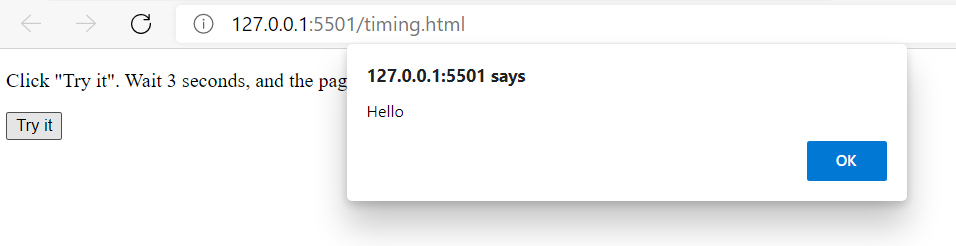 127.0.0.1:5501/timing.html
Click "Try it". Wait 3 seconds, and the pag
Try it
127.0.0.1:5501 says
Hello
OK